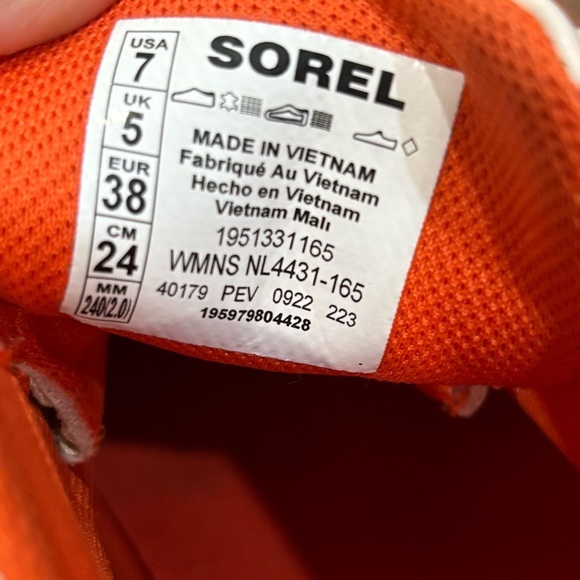 USA
7
UK
5
EUR
38
CM
24
MM
240(2.0)
SOREL
MADE IN VIETNAM
Fabriqué Au Vietnam
Hecho en Vietnam
Vietnam Malı
1951331165
WMNS NL4431-165
40179 PEV 0922 223
195979804428